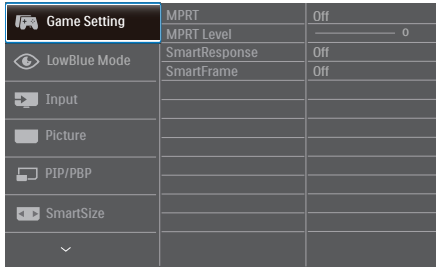 Game Setting
MPRT Off
MPRT Level 0
LowBlue Mode
SmartResponse Off
SmartFrame Off
Input
Picture
PIP/PBP
SmartSize